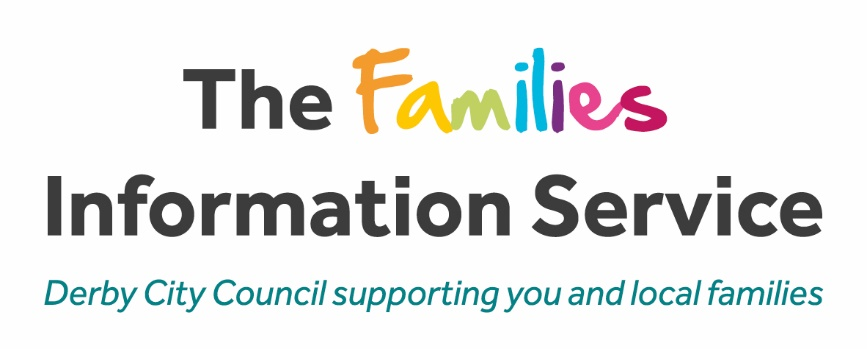 The Families
Information Service
Derby City Council supporting you and local families